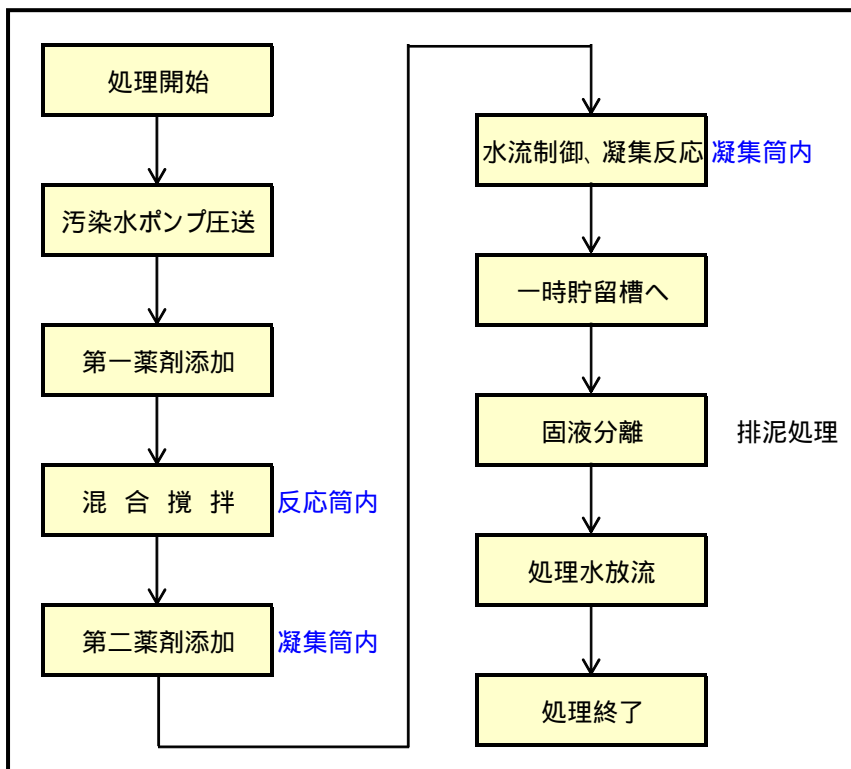 処理開始
汚染水ポンプ圧送
第一薬剤添加
混 合 撹 拌 反応筒内
第二薬剤添加 凝集筒内
水流制御、凝集反応 凝集筒内
一時貯留槽へ
固液分離 排泥処理
処理水放流
処理終了